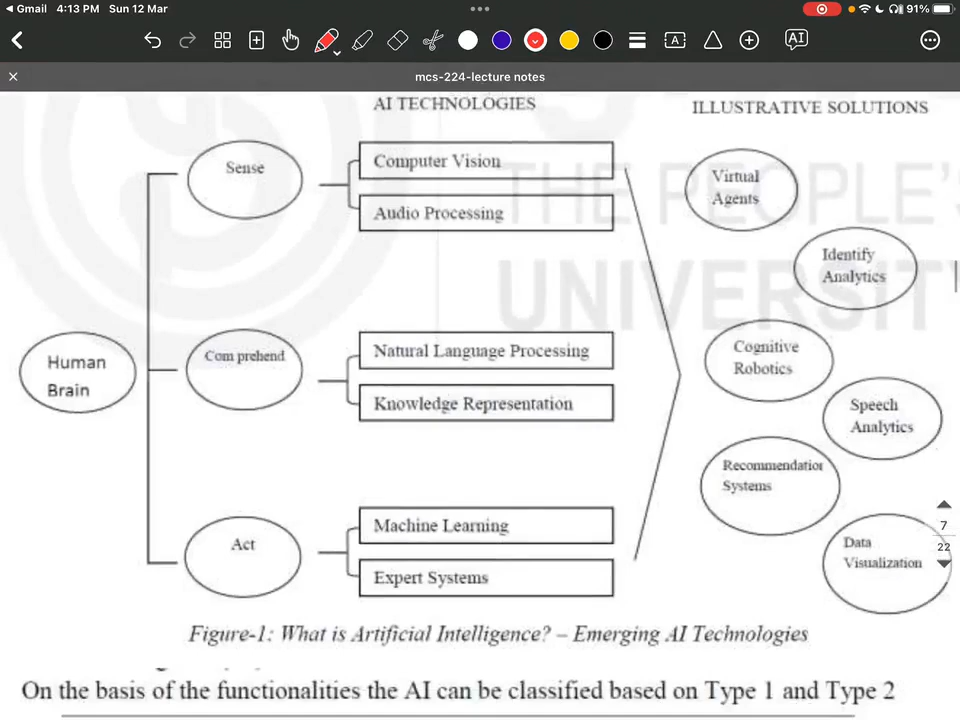 Gmail 4:13 PM Sun 12 Mar 91%
A AI
mcs-224-lecture notes
AI TECHNOLOGIES
ILLUSTRATIVE SOLUTIONS
Human
Brain
Sense
Computer Vision
Audio Processing
Com prehend
Natural Language Processing
Knowledge Representation
Act
Machine Learning
Expert Systems
Virtual
Agents
Identify
Analytics
Cognitive
Robotics
Speech
Analytics
Recommendation
Systems
Data
Visualization
7
22
THE PEOPLE'S
UNIVERSITY
Figure-1: What is Artificial Intelligence? – Emerging AI Technologies
On the basis of the functionalities the AI can be classified based on Type 1 and Type 2